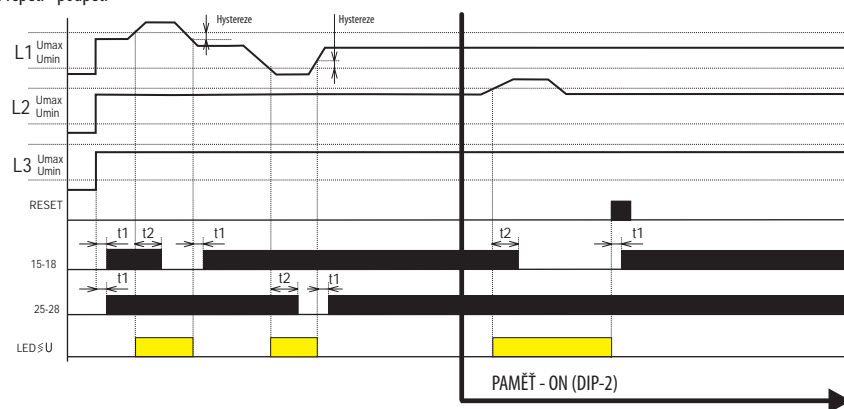 Hystereze
Hystereze
L1 Umax
Umin
L2 Umax
Umin
L3 Umax
Umin
RESET
t1 t2 t1 t2 t1
15-18
t1 t2 t1
25-28
LED≶U
PAMĚŤ - ON (DIP-2)